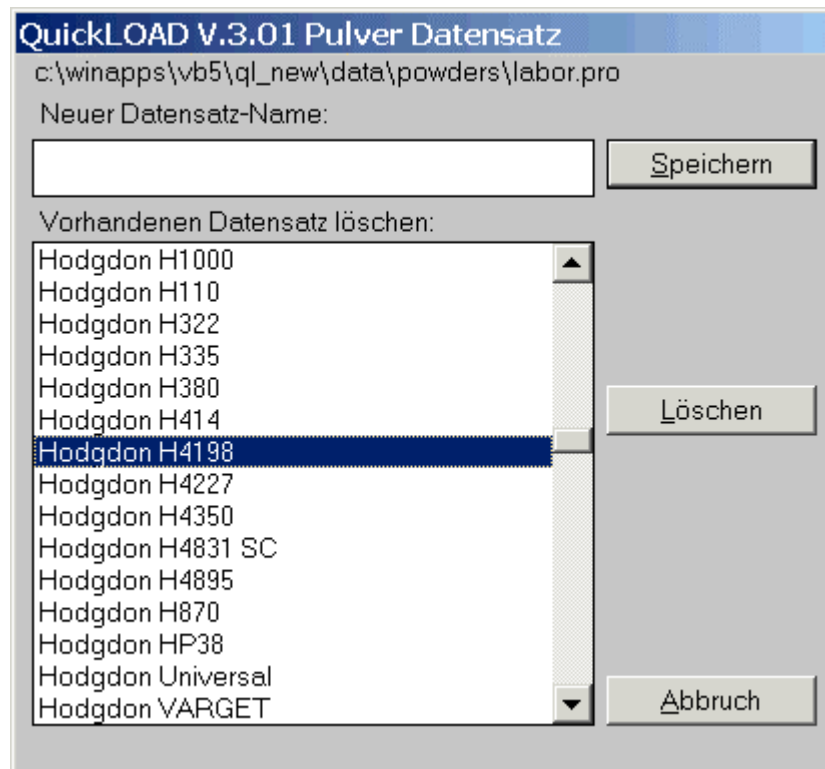 QuickLOAD V.3.01 Pulver Datensatz
c:\winapps\vb5\ql_new\data\powders\labor.pro
Neuer Datensatz-Name:
Speichern
Vorhandenen Datensatz löschen:
Hodgdon H1000
Hodgdon H110
Hodgdon H322
Hodgdon H335
Hodgdon H380
Hodgdon H414
Löschen
Hodgdon H4198
Hodgdon H4227
Hodgdon H4350
Hodgdon H4831 SC
Hodgdon H4895
Hodgdon H870
Hodgdon HP38
Hodgdon Universal
Hodgdon VARGET
Abbruch